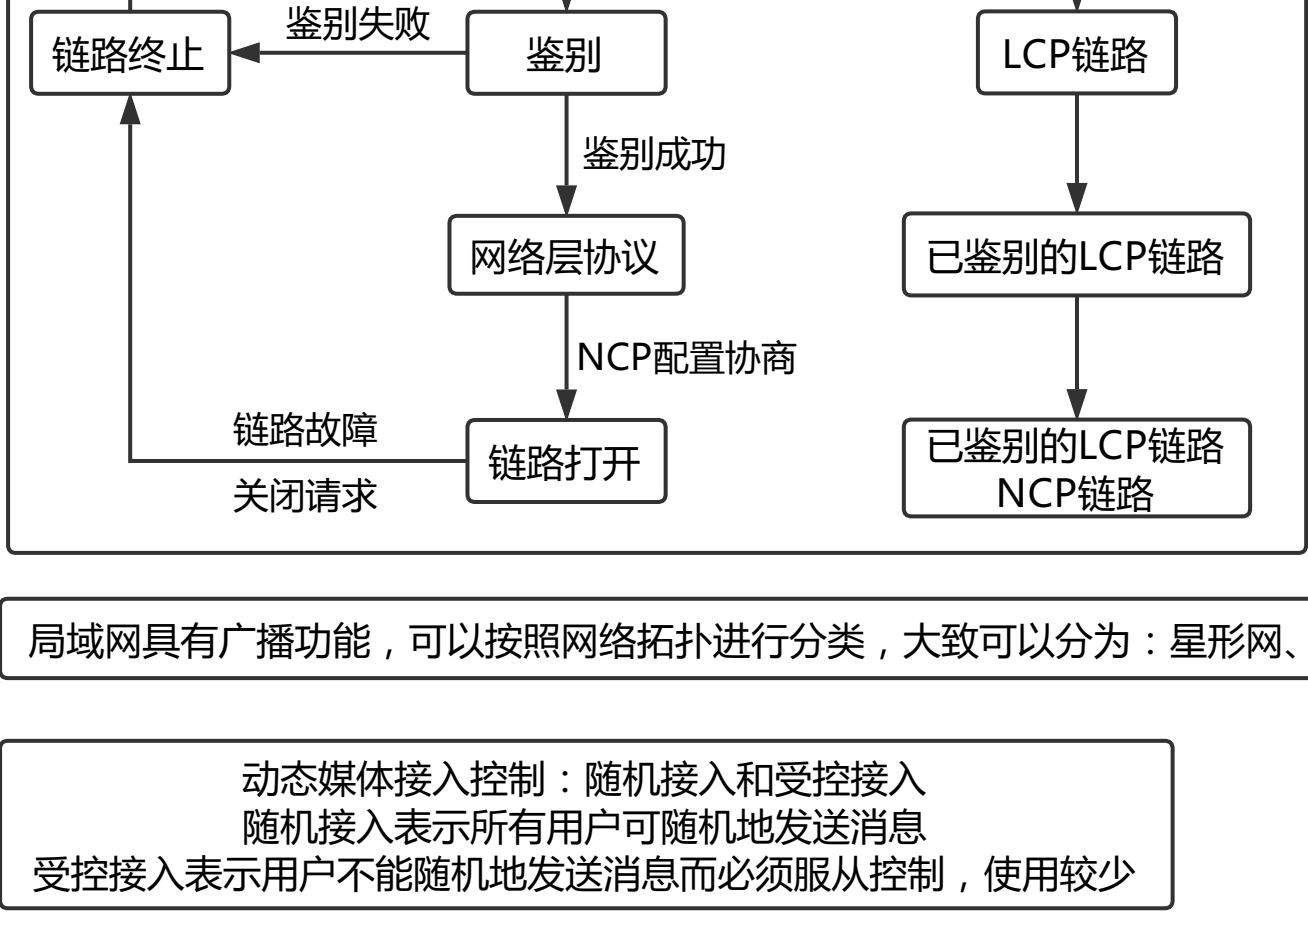 链路终止
鉴别失败
鉴别
LCP链路
鉴别成功
网络层协议
已鉴别的LCP链路
NCP配置协商
链路故障
关闭请求
链路打开
已鉴别的LCP链路
NCP链路
局域网具有广播功能，可以按照网络拓扑进行分类，大致可以分为：星形网、
动态媒体接入控制：随机接入和受控接入
随机接入表示所有用户可随机地发送消息
受控接入表示用户不能随机地发送消息而必须服从控制，使用较少